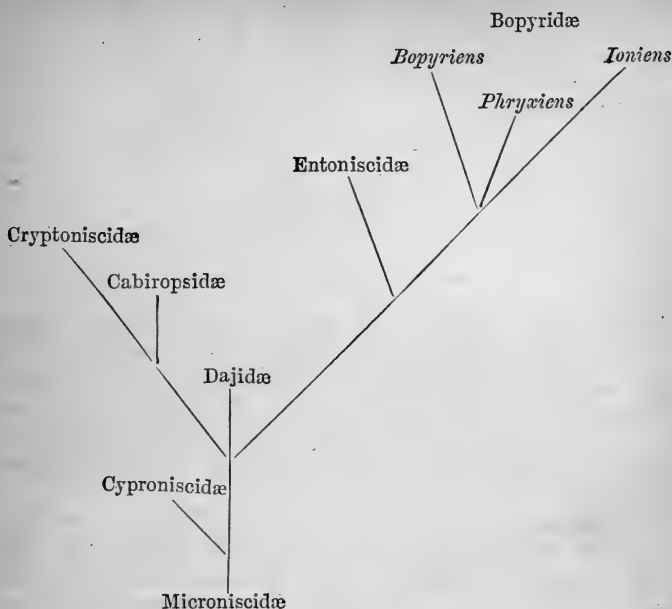 Bopyridæ
Bopyriens Ioniens
Phryxiens
Entoniscidæ
Cryptoniscidæ
Cabiropsidæ
Dajidæ
Cyproniscidæ
Microniscidæ